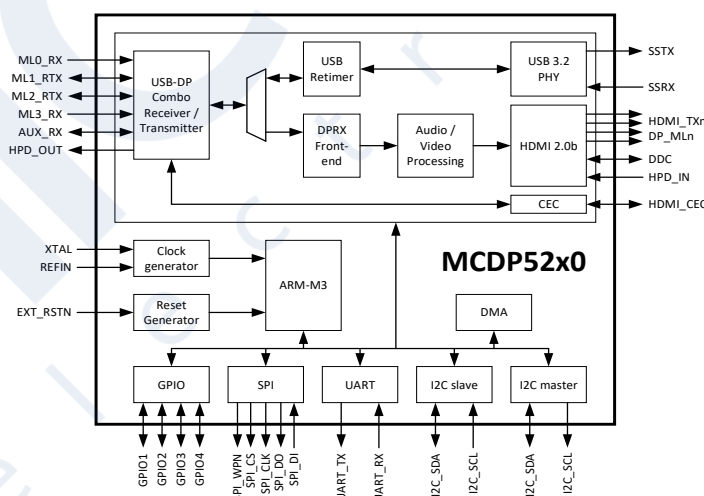 ML0_RX
ML1_RTX
ML2_RTX
ML3_RX
AUX_RX
HPD_OUT
USB-DP
Combo
Receiver /
Transmitter
USB
Retimer
USB 3.2
PHY
SSTX
SSRX
DPRX
Front-
end
Audio /
Video
Processing
HDMI 2.0b
HDMI_TXn
DP_MLn
DDC
HPD_IN
CEC
HDMI_CEC
XTAL
REFIN
Clock
generator
ARM-M3
MCDP52x0
EXT_RSTN
Reset
Generator
DMA
GPIO
SPI
UART
I2C slave
I2C master
GPIO1
GPIO2
GPIO3
GPIO4
SPI_WPN
SPI_CS
SPI_CLK
SPI_DO
SPI_DI
UART_TX
UART_RX
I2C_SDA
I2C_SCL
I2C_SDA
I2C_SCL